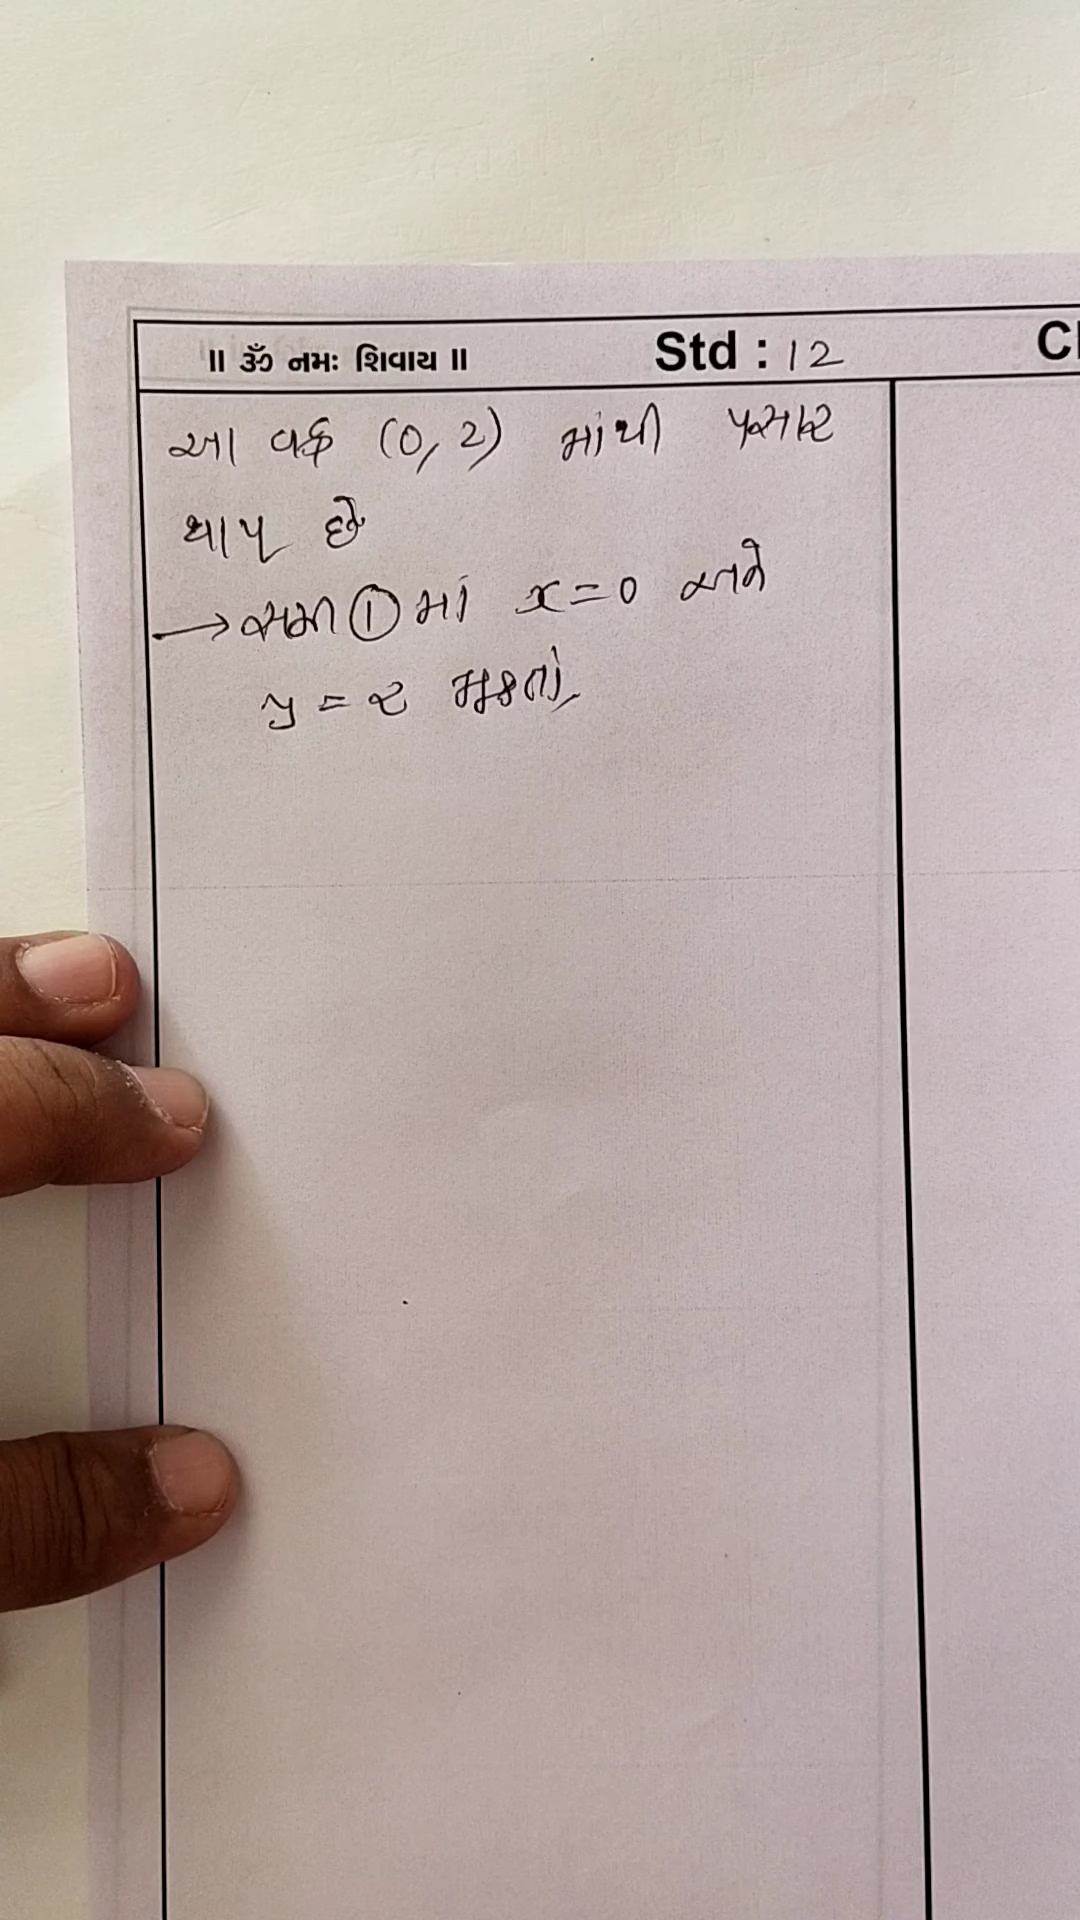 ॥ ૐ નમઃ શિવાય ॥ Std : 12
આ વક્ર (0, 2) માંથી પસાર
થાય છે
→ સમી ① માં x = 0 અને
y = 2 મુકતાં,